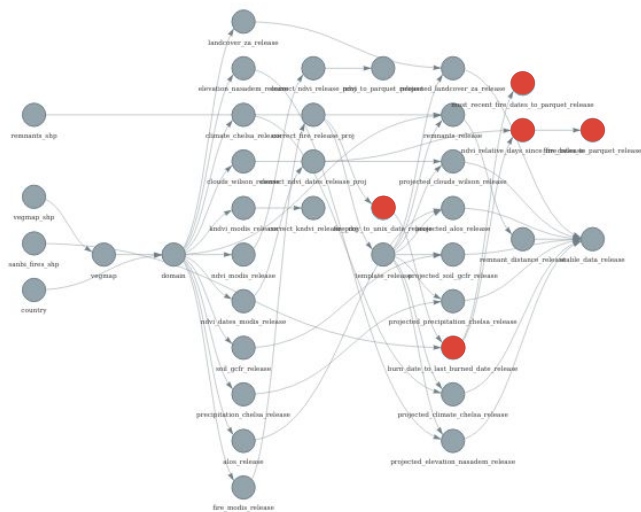 landcover_za_release
elevation_nasadem_release
projected_landcover_za_release
most_recent_fire_dates_to_parquet_release
remnants_shp
climate_chelsa_release
correct_fire_release_proj
remnants_release
clouds_wilson_release
correct_ndvi_dates_release_proj
projected_clouds_wilson_release
vegmap_shp
kndvi_modis_release
correct_kndvi_release_proj
projected_alos_release
sanbi_fires_shp
vegmap
domain
ndvi_modis_release
template_release
projected_soil_gcfr_release
remnant_distance_release
stable_data_release
country
ndvi_dates_modis_release
projected_precipitation_chelsa_release
soil_gcfr_release
burn_date_to_last_burned_date_release
precipitation_chelsa_release
projected_climate_chelsa_release
alos_release
projected_elevation_nasadem_release
fire_modis_release